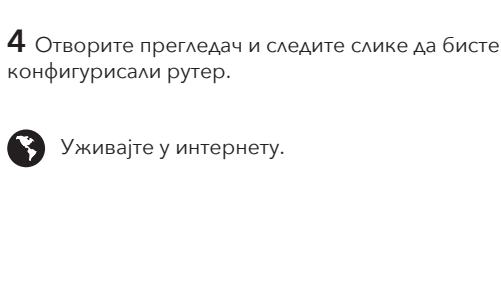 4 Отворите прегледач и следите слике да бисте
конфигурисали рутер.
Уживајте у интернету.